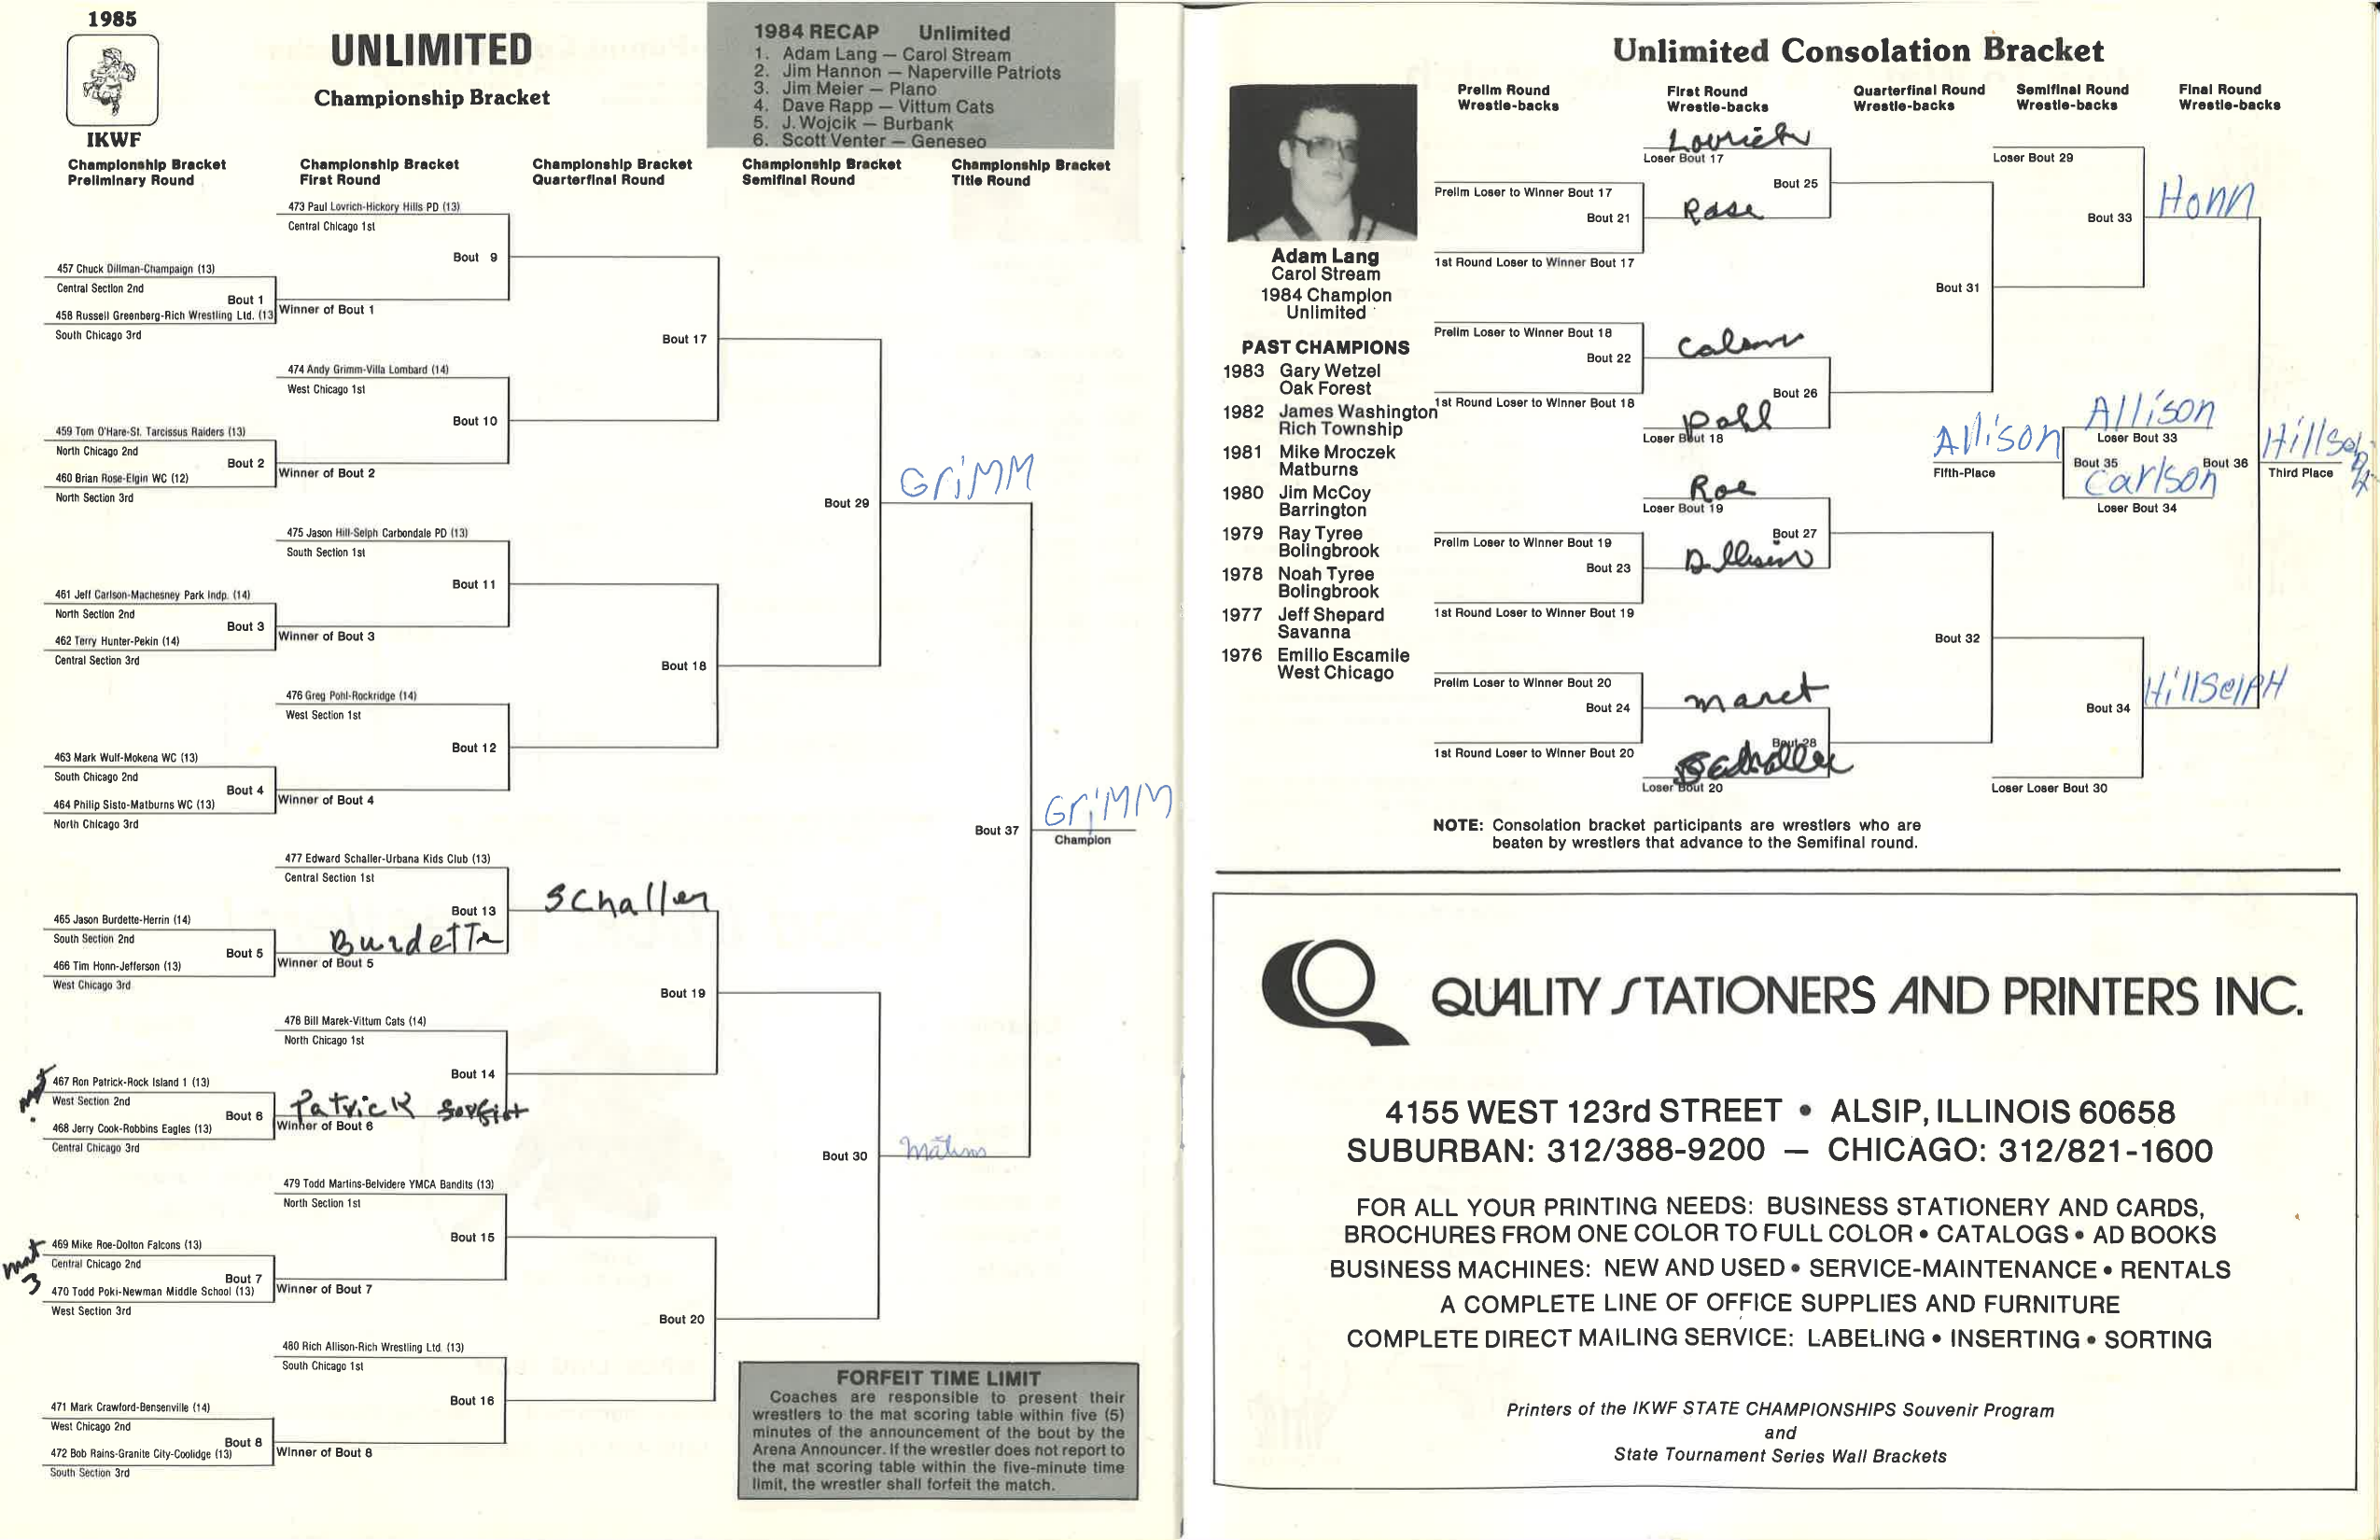 1985
IKWF
UNLIMITED
Championship Bracket
1984 RECAP Unlimited
1. Adam Lang — Carol Stream
2. Jim Hannon — Naperville Patriots
3. Jim Meier — Plano
4. Dave Rapp — Vittum Cats
5. J. Wojcik — Burbank
6. Scott Venter — Geneseo
Championship Bracket
Preliminary Round
Championship Bracket
First Round
Championship Bracket
Quarterfinal Round
Championship Bracket
Semifinal Round
Championship Bracket
Title Round
473 Paul Lovrich-Hickory Hills PD (13)
Central Chicago 1st
Bout 9
457 Chuck Dillman-Champaign (13)
Central Section 2nd
Bout 1
Winner of Bout 1
458 Russell Greenberg-Rich Wrestling Ltd. (13
South Chicago 3rd
Bout 17
474 Andy Grimm-Villa Lombard (14)
West Chicago 1st
Bout 10
459 Tom O'Hare-St. Tarcissus Raiders (13)
North Chicago 2nd
Bout 2
Winner of Bout 2
460 Brian Rose-Elgin WC (12)
North Section 3rd
GriMM
Bout 29
475 Jason Hill-Selph Carbondale PD (13)
South Section 1st
Bout 11
461 Jeff Carlson-Machesney Park Indp. (14)
North Section 2nd
Bout 3
Winner of Bout 3
462 Terry Hunter-Pekin (14)
Central Section 3rd
Bout 18
476 Greg Pohl-Rockridge (14)
West Section 1st
Bout 12
463 Mark Wulf-Mokena WC (13)
South Chicago 2nd
Bout 4
Winner of Bout 4
464 Philip Sisto-Matburns WC (13)
North Chicago 3rd
GriMM
Bout 37
Champion
477 Edward Schaller-Urbana Kids Club (13)
Central Section 1st
Bout 13
Schaller
465 Jason Burdette-Herrin (14)
South Section 2nd
Bout 5
Burdette
Winner of Bout 5
466 Tim Honn-Jefferson (13)
West Chicago 3rd
Bout 19
478 Bill Marek-Vittum Cats (14)
North Chicago 1st
Bout 14
467 Ron Patrick-Rock Island 1 (13)
West Section 2nd
Bout 6
Patrick forfeit
Winner of Bout 6
468 Jerry Cook-Robbins Eagles (13)
Central Chicago 3rd
Bout 30
479 Todd Martins-Belvidere YMCA Bandits (13)
North Section 1st
Bout 15
mat
3
469 Mike Roe-Dolton Falcons (13)
Central Chicago 2nd
Bout 7
Winner of Bout 7
470 Todd Poki-Newman Middle School (13)
West Section 3rd
Bout 20
480 Rich Allison-Rich Wrestling Ltd. (13)
South Chicago 1st
Bout 16
471 Mark Crawford-Bensenville (14)
West Chicago 2nd
Bout 8
Winner of Bout 8
472 Bob Rains-Granite City-Coolidge (13)
South Section 3rd
FORFEIT TIME LIMIT
Coaches are responsible to present their
wrestlers to the mat scoring table within five (5)
minutes of the announcement of the bout by the
Arena Announcer. If the wrestler does not report to
the mat scoring table within the five-minute time
limit, the wrestler shall forfeit the match.
Unlimited Consolation Bracket
Prelim Round
Wrestle-backs
First Round
Wrestle-backs
Quarterfinal Round
Wrestle-backs
Semifinal Round
Wrestle-backs
Final Round
Wrestle-backs
Adam Lang
Carol Stream
1984 Champion
Unlimited
PAST CHAMPIONS
1983 Gary Wetzel
Oak Forest
1982 James Washington
Rich Township
1981 Mike Mroczek
Matburns
1980 Jim McCoy
Barrington
1979 Ray Tyree
Bolingbrook
1978 Noah Tyree
Bolingbrook
1977 Jeff Shepard
Savanna
1976 Emilio Escamile
West Chicago
Lovrich
Loser Bout 17
Bout 25
Prelim Loser to Winner Bout 17
Bout 21
Rose
1st Round Loser to Winner Bout 17
Loser Bout 29
Bout 33
Honn
Bout 31
Prelim Loser to Winner Bout 18
Bout 22
1st Round Loser to Winner Bout 18
Bout 26
Pohl
Loser Bout 18
Allison
Fifth-Place
Allison
Loser Bout 33
Bout 35
Carlson
Loser Bout 34
Bout 36
Third Place
Roe
Loser Bout 19
Bout 27
Prelim Loser to Winner Bout 19
Bout 23
1st Round Loser to Winner Bout 19
Bout 32
Prelim Loser to Winner Bout 20
Bout 24
1st Round Loser to Winner Bout 20
Bout 28
Schaller
Loser Bout 20
Bout 34
HillSelpH
Loser Loser Bout 30
NOTE: Consolation bracket participants are wrestlers who are
beaten by wrestlers that advance to the Semifinal round.
QUALITY STATIONERS AND PRINTERS INC.
4155 WEST 123rd STREET • ALSIP, ILLINOIS 60658
SUBURBAN: 312/388-9200 — CHICAGO: 312/821-1600
FOR ALL YOUR PRINTING NEEDS: BUSINESS STATIONERY AND CARDS,
BROCHURES FROM ONE COLOR TO FULL COLOR • CATALOGS • AD BOOKS
BUSINESS MACHINES: NEW AND USED • SERVICE-MAINTENANCE • RENTALS
A COMPLETE LINE OF OFFICE SUPPLIES AND FURNITURE
COMPLETE DIRECT MAILING SERVICE: LABELING • INSERTING • SORTING
Printers of the IKWF STATE CHAMPIONSHIPS Souvenir Program
and
State Tournament Series Wall Brackets